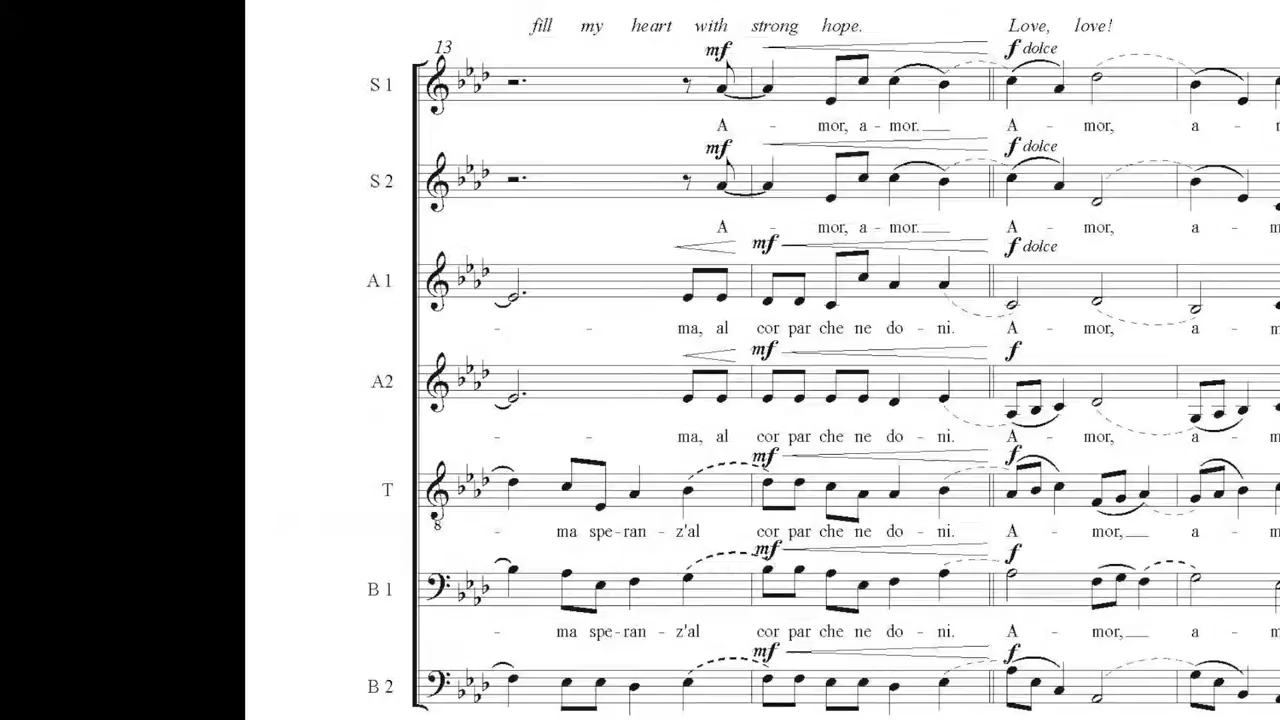 fill my heart with strong hope. Love, love!
13 mf f dolce
S 1
A - mor, a - mor. A - mor, a -
mf f dolce
S 2
A - mor, a - mor. A - mor, a -
mf f dolce
A 1
- - ma, al cor par che ne do - ni. A - mor, a -
mf f
A2
- - ma, al cor par che ne do - ni. A - mor, a -
mf f
T
8
- ma spe - ran - z'al cor par che ne do - ni. A - mor, a -
mf f
B 1
- ma spe - ran - z'al cor par che ne do - ni. A - mor, a -
mf f
B 2